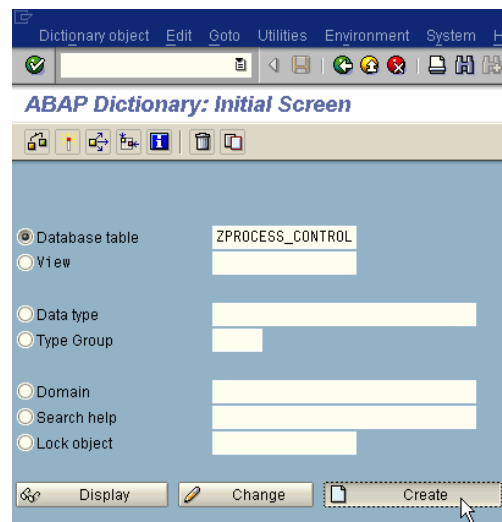 Dictionary object Edit Goto Utilities Environment System H
ABAP Dictionary: Initial Screen
Database table ZPROCESS_CONTROL
View
Data type
Type Group
Domain
Search help
Lock object
Display Change Create